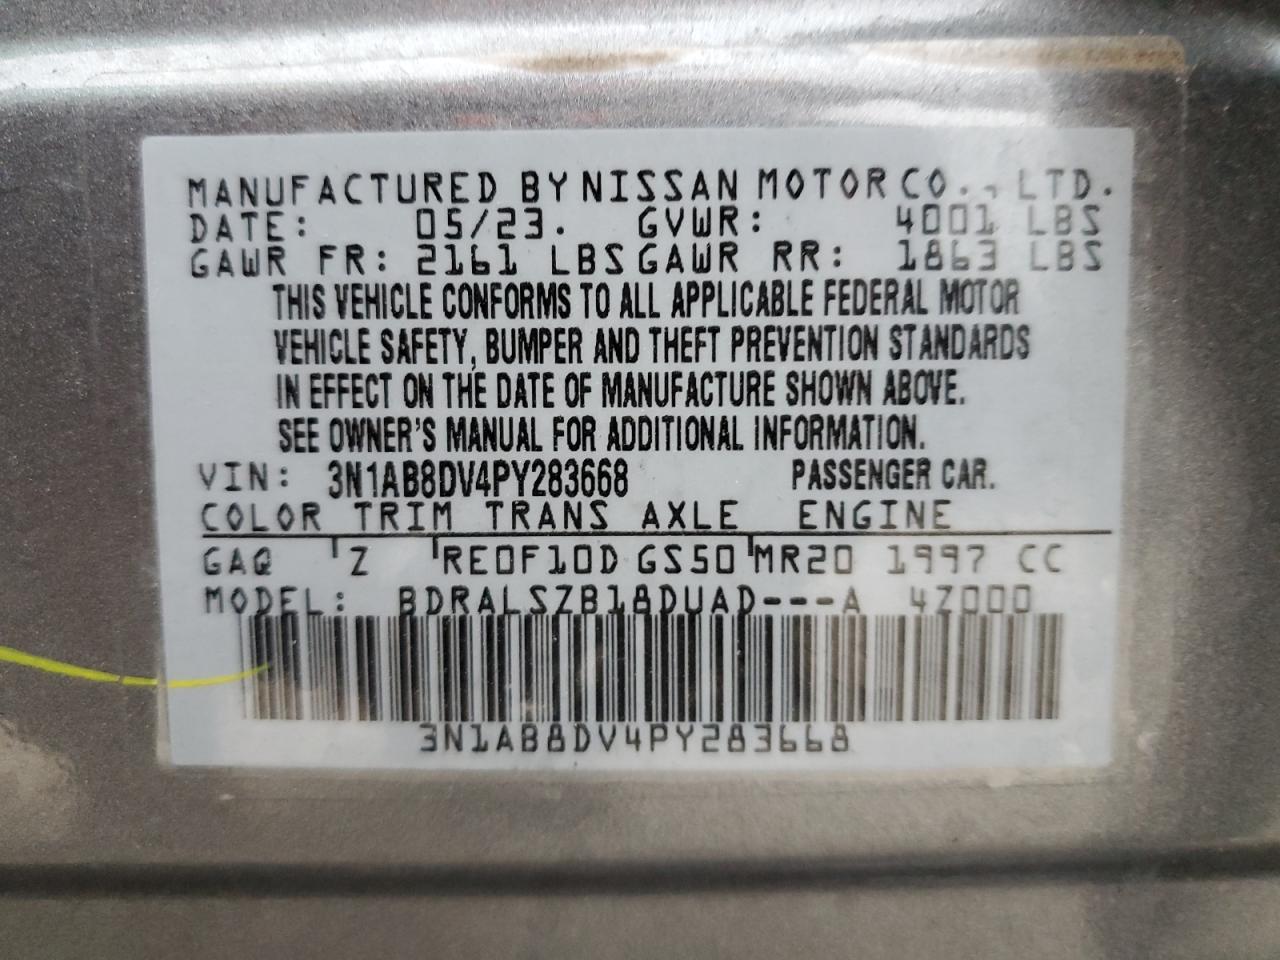 MANUFACTURED BY NISSAN MOTOR CO., LTD.
DATE: 05/23. GVWR: 4001 LBS
GAWR FR: 2161 LBS GAWR RR: 1863 LBS
THIS VEHICLE CONFORMS TO ALL APPLICABLE FEDERAL MOTOR
VEHICLE SAFETY, BUMPER AND THEFT PREVENTION STANDARDS
IN EFFECT ON THE DATE OF MANUFACTURE SHOWN ABOVE.
SEE OWNER'S MANUAL FOR ADDITIONAL INFORMATION.
VIN: 3N1AB8DV4PY283668 PASSENGER CAR.
COLOR TRIM TRANS AXLE ENGINE
GAQ Z RE0F10D GS50 MR20 1997 CC
MODEL: BDRALSZB18DUAD---A 4Z000
3N1AB8DV4PY283668